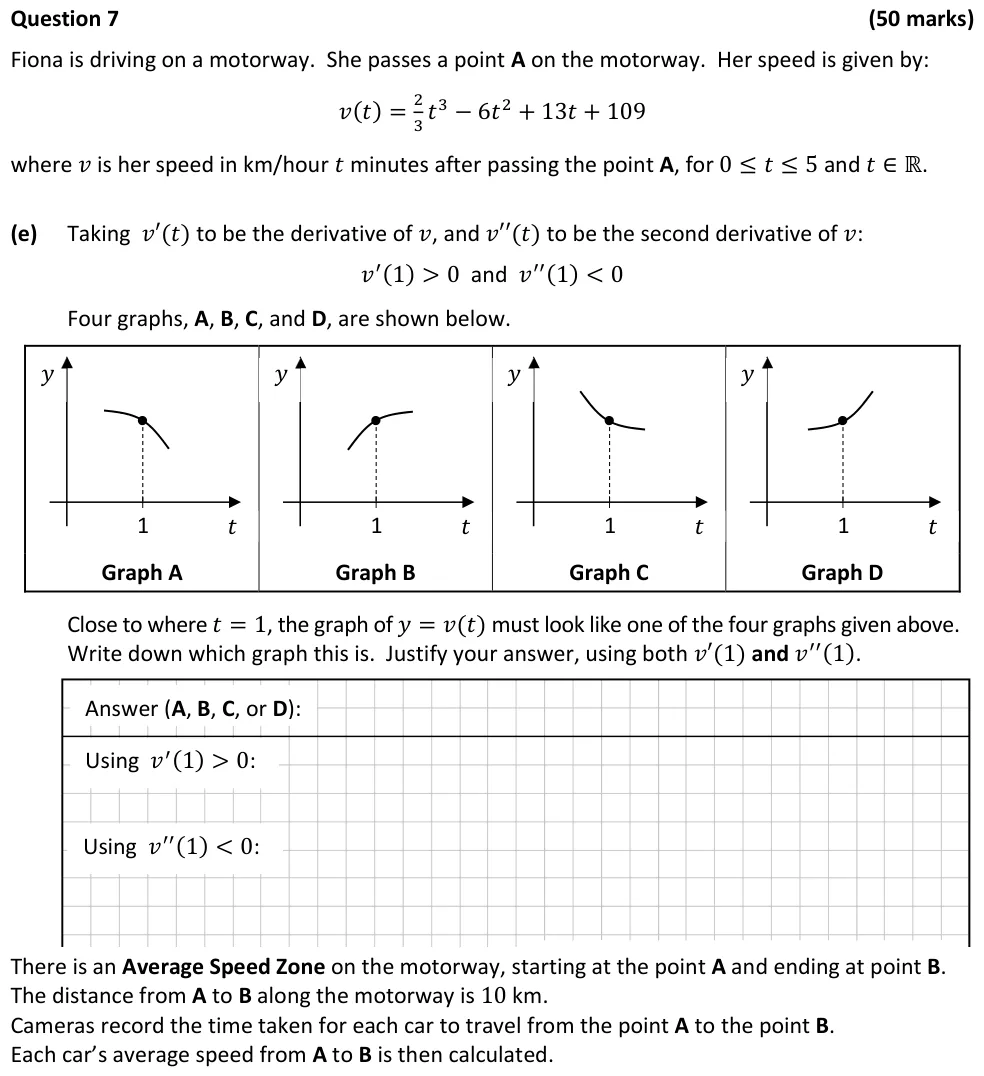 Question 7 (50 marks)
Fiona is driving on a motorway. She passes a point A on the motorway. Her speed is given by:
v(t) = 2/3 t³ − 6t² + 13t + 109
where v is her speed in km/hour t minutes after passing the point A, for 0 ≤ t ≤ 5 and t ∈ ℝ.
(e) Taking v′(t) to be the derivative of v, and v′′(t) to be the second derivative of v:
v′(1) > 0 and v′′(1) < 0
Four graphs, A, B, C, and D, are shown below.
y y y y
1 t 1 t 1 t 1 t
Graph A Graph B Graph C Graph D
Close to where t = 1, the graph of y = v(t) must look like one of the four graphs given above.
Write down which graph this is. Justify your answer, using both v′(1) and v′′(1).
Answer (A, B, C, or D):
Using v′(1) > 0:
Using v′′(1) < 0:
There is an Average Speed Zone on the motorway, starting at the point A and ending at point B.
The distance from A to B along the motorway is 10 km.
Cameras record the time taken for each car to travel from the point A to the point B.
Each car’s average speed from A to B is then calculated.